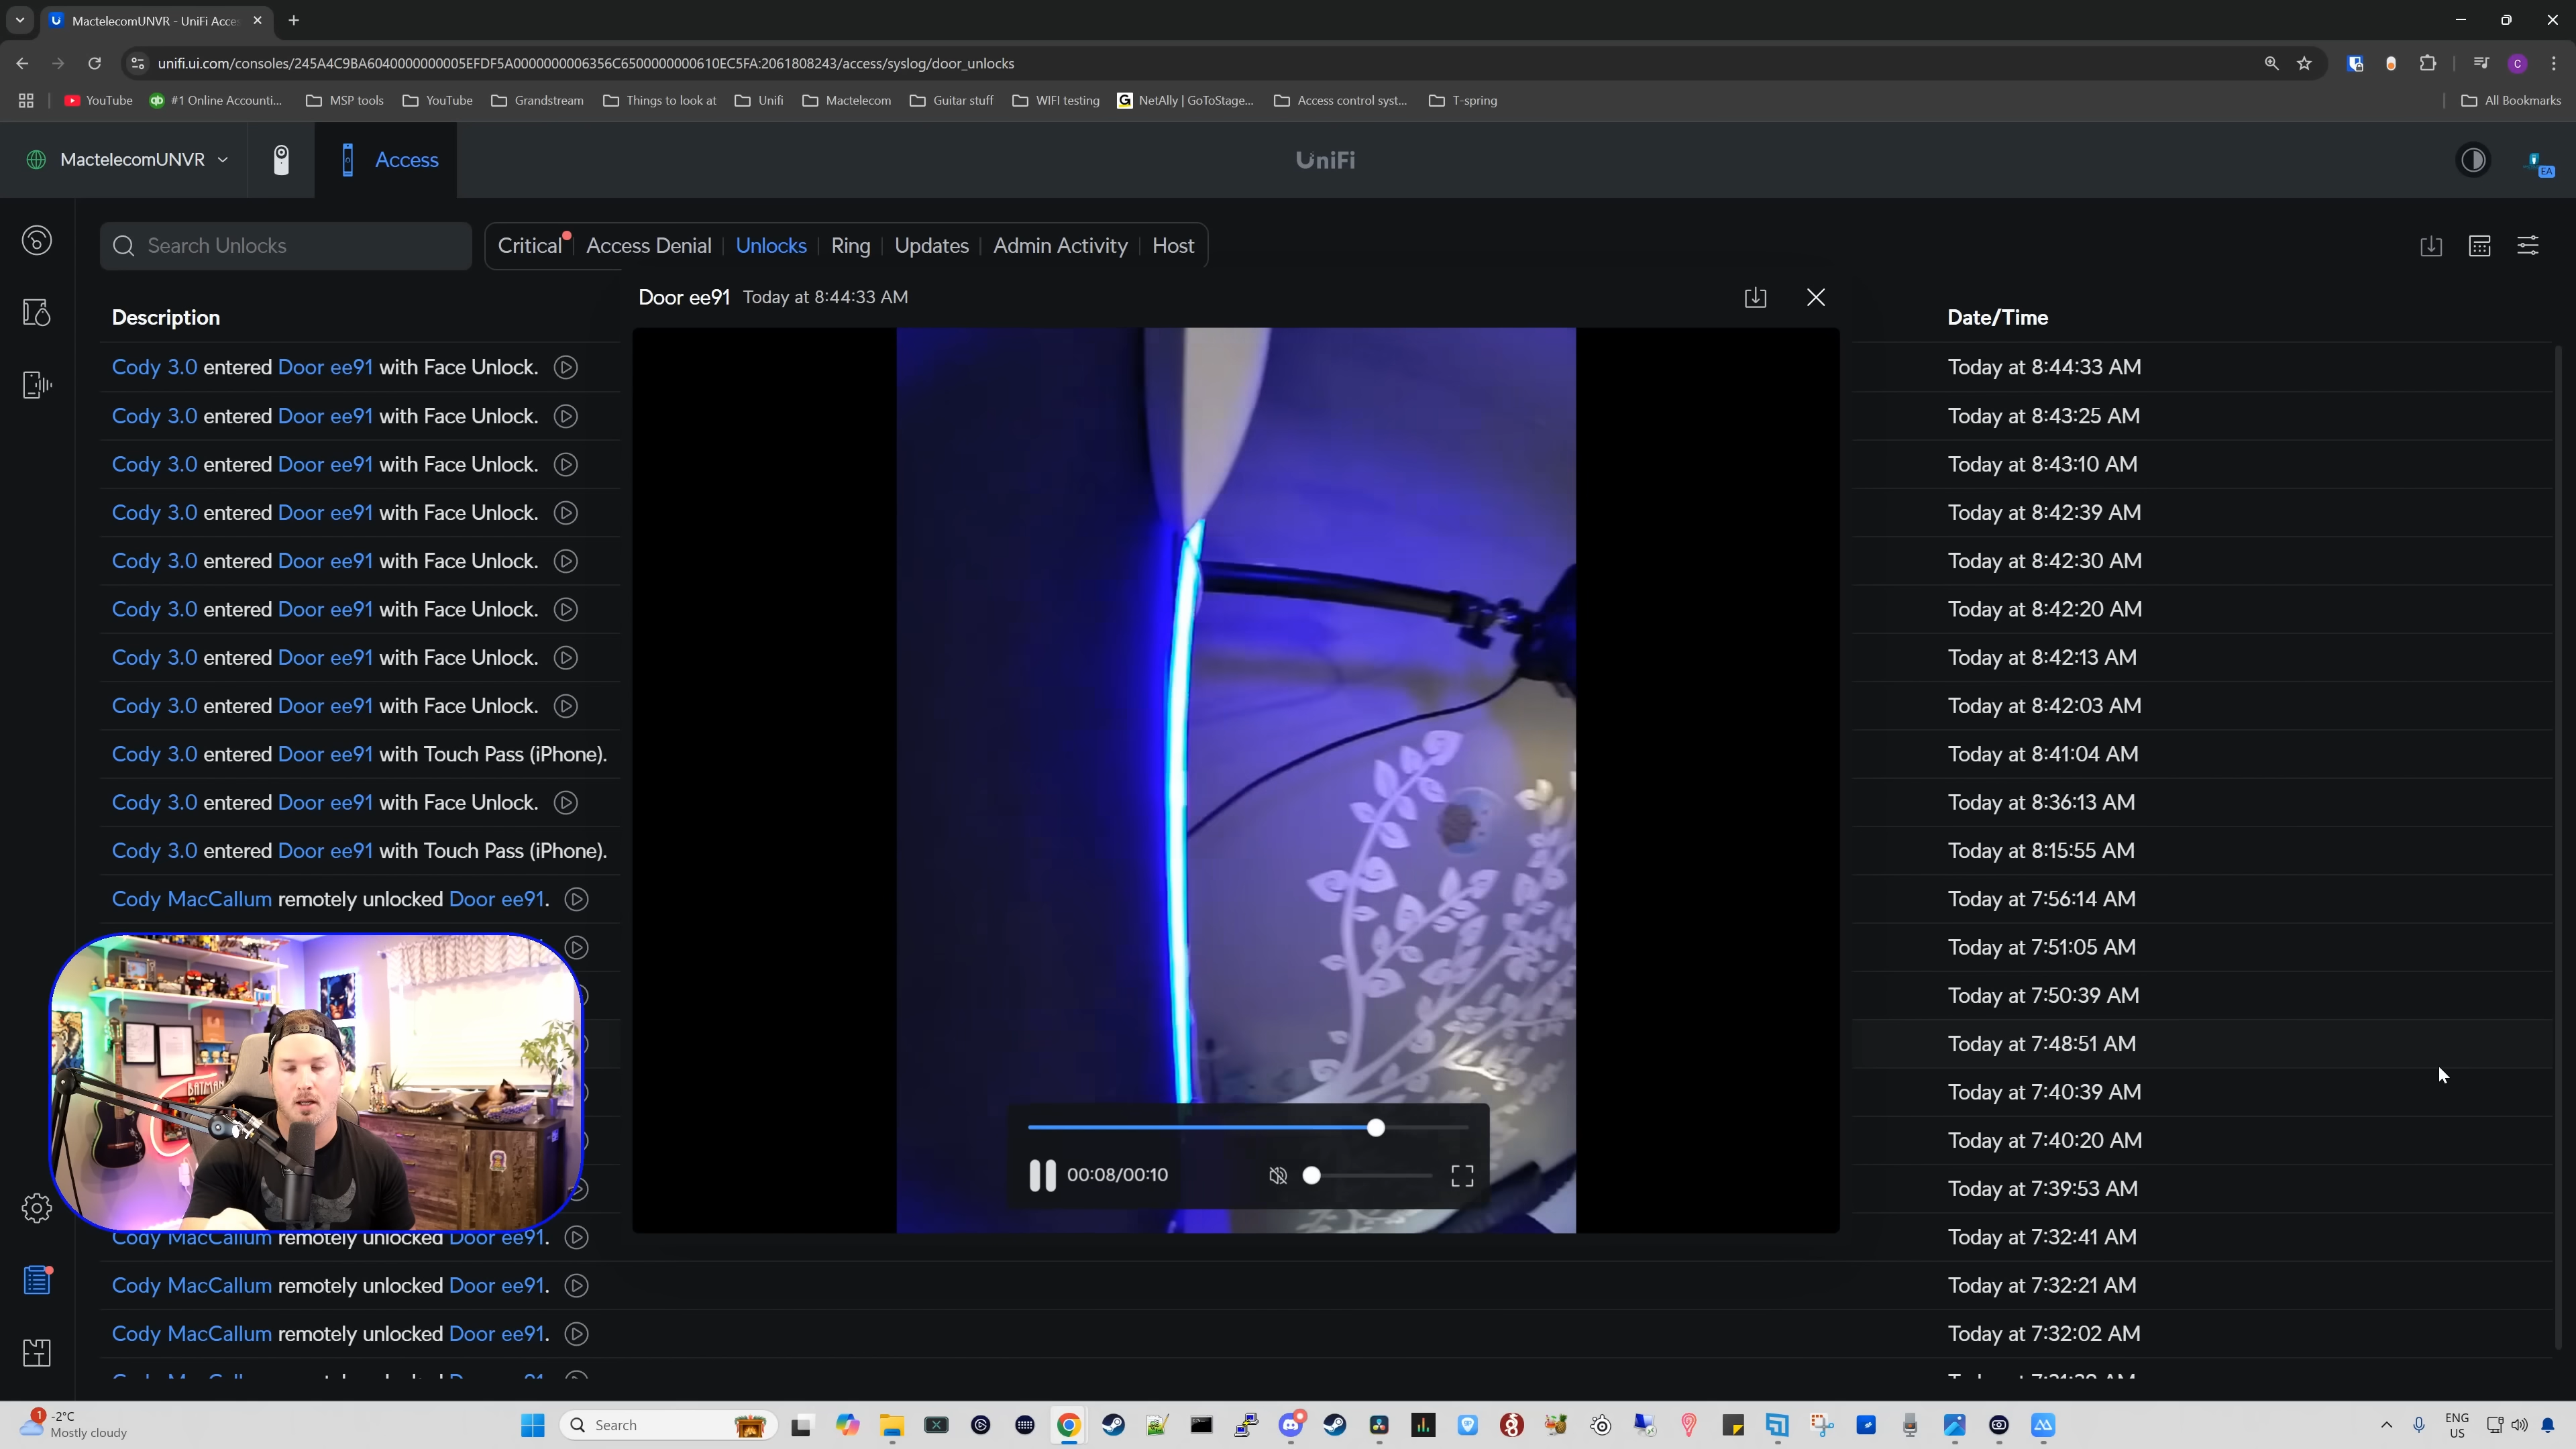 MactelecomUNVR - UniFi Acces
unifi.ui.com/consoles/245A4C9BA6040000000005EFDF5A0000000006356C6500000000610EC5FA:2061808243/access/syslog/door_unlocks
YouTube #1 Online Accounti... MSP tools YouTube Grandstream Things to look at Unifi Mactelecom Guitar stuff WIFI testing NetAlly | GoToStage... Access control syst... T-spring All Bookmarks
MactelecomUNVR Access UniFi EA
Search Unlocks Critical Access Denial Unlocks Ring Updates Admin Activity Host
Door ee91 Today at 8:44:33 AM
Description Date/Time
Cody 3.0 entered Door ee91 with Face Unlock. Today at 8:44:33 AM
Cody 3.0 entered Door ee91 with Face Unlock. Today at 8:43:25 AM
Cody 3.0 entered Door ee91 with Face Unlock. Today at 8:43:10 AM
Cody 3.0 entered Door ee91 with Face Unlock. Today at 8:42:39 AM
Cody 3.0 entered Door ee91 with Face Unlock. Today at 8:42:30 AM
Cody 3.0 entered Door ee91 with Face Unlock. Today at 8:42:20 AM
Cody 3.0 entered Door ee91 with Face Unlock. Today at 8:42:13 AM
Cody 3.0 entered Door ee91 with Face Unlock. Today at 8:42:03 AM
Cody 3.0 entered Door ee91 with Touch Pass (iPhone). Today at 8:41:04 AM
Cody 3.0 entered Door ee91 with Face Unlock. Today at 8:36:13 AM
Cody 3.0 entered Door ee91 with Touch Pass (iPhone). Today at 8:15:55 AM
Cody MacCallum remotely unlocked Door ee91. Today at 7:56:14 AM
Today at 7:51:05 AM
Today at 7:50:39 AM
Today at 7:48:51 AM
BATMAN
Today at 7:40:39 AM
Today at 7:40:20 AM
00:08/00:10
Today at 7:39:53 AM
Cody MacCallum remotely unlocked Door ee91. Today at 7:32:41 AM
Cody MacCallum remotely unlocked Door ee91. Today at 7:32:21 AM
Cody MacCallum remotely unlocked Door ee91. Today at 7:32:02 AM
1 -2°C
Mostly cloudy
Search
ENG
US